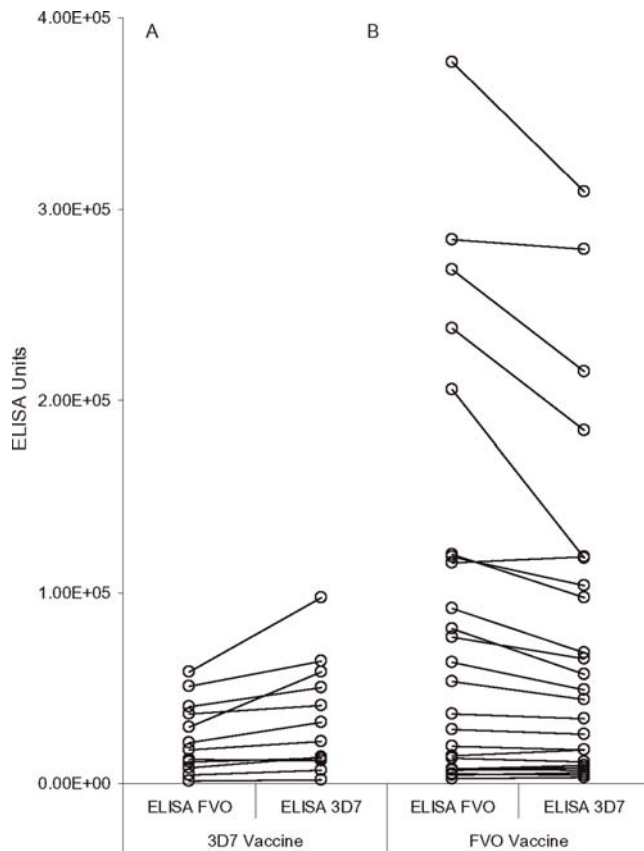 4.00E+05
A
B
3.00E+05
ELISA Units
2.00E+05
1.00E+05
0.00E+00
ELISA FVO
ELISA 3D7
ELISA FVO
ELISA 3D7
3D7 Vaccine
FVO Vaccine